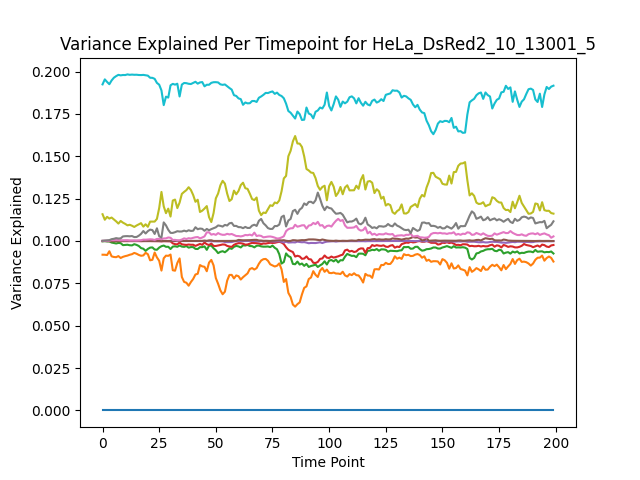 Variance Explained Per Timepoint for HeLa_DsRed2_10_13001_5
Variance Explained
0.200
0.175
0.150
0.125
0.100
0.075
0.050
0.025
0.000
0 25 50 75 100 125 150 175 200
Time Point